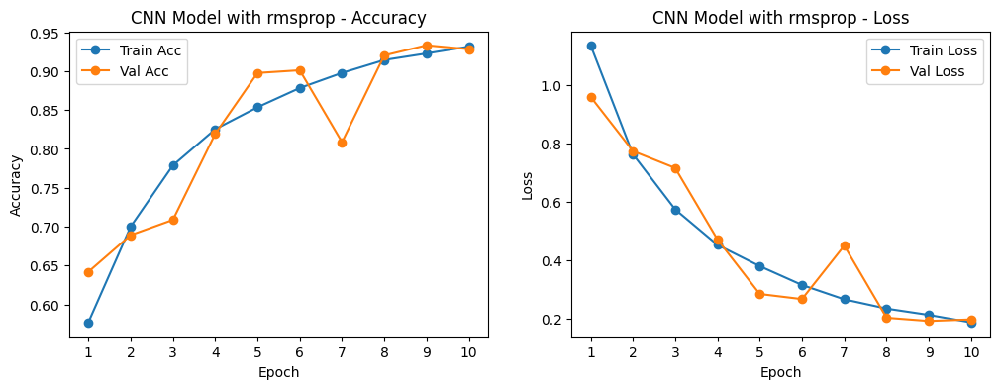 CNN Model with rmsprop - Accuracy
Train Acc
Val Acc
0.95
0.90
0.85
0.80
0.75
0.70
0.65
0.60
Accuracy
1 2 3 4 5 6 7 8 9 10
Epoch
CNN Model with rmsprop - Loss
Train Loss
Val Loss
1.0
0.8
0.6
0.4
0.2
Loss
1 2 3 4 5 6 7 8 9 10
Epoch